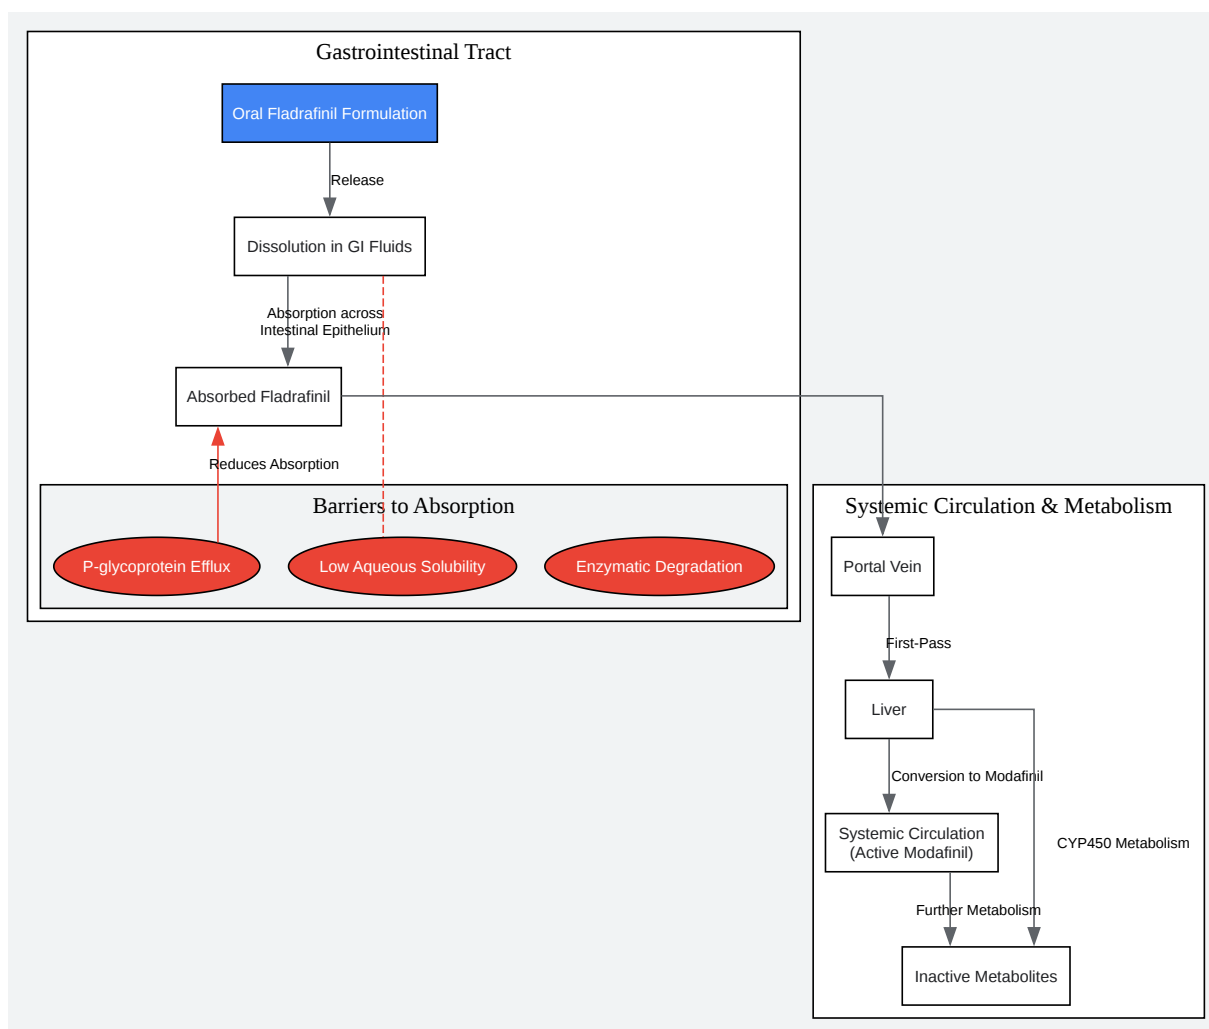 Gastrointestinal Tract
Oral Fladrafinil Formulation
Release
Dissolution in GI Fluids
Absorption across
Intestinal Epithelium
Absorbed Fladrafinil
Reduces Absorption
Barriers to Absorption
P-glycoprotein Efflux
Low Aqueous Solubility
Enzymatic Degradation
Systemic Circulation & Metabolism
Portal Vein
First-Pass
Liver
Conversion to Modafinil
Systemic Circulation
(Active Modafinil)
CYP450 Metabolism
Further Metabolism
Inactive Metabolites